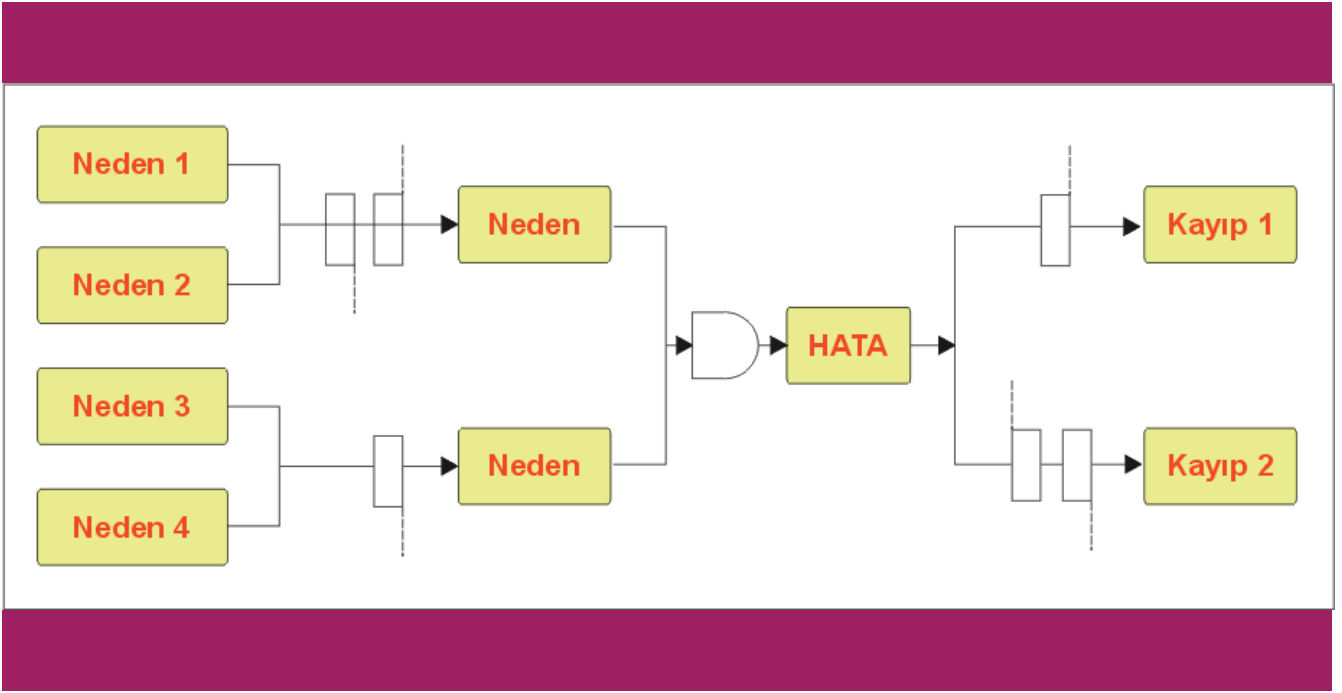 Neden 1
Neden 2
Neden 3
Neden 4
Neden
Neden
HATA
Kayıp 1
Kayıp 2